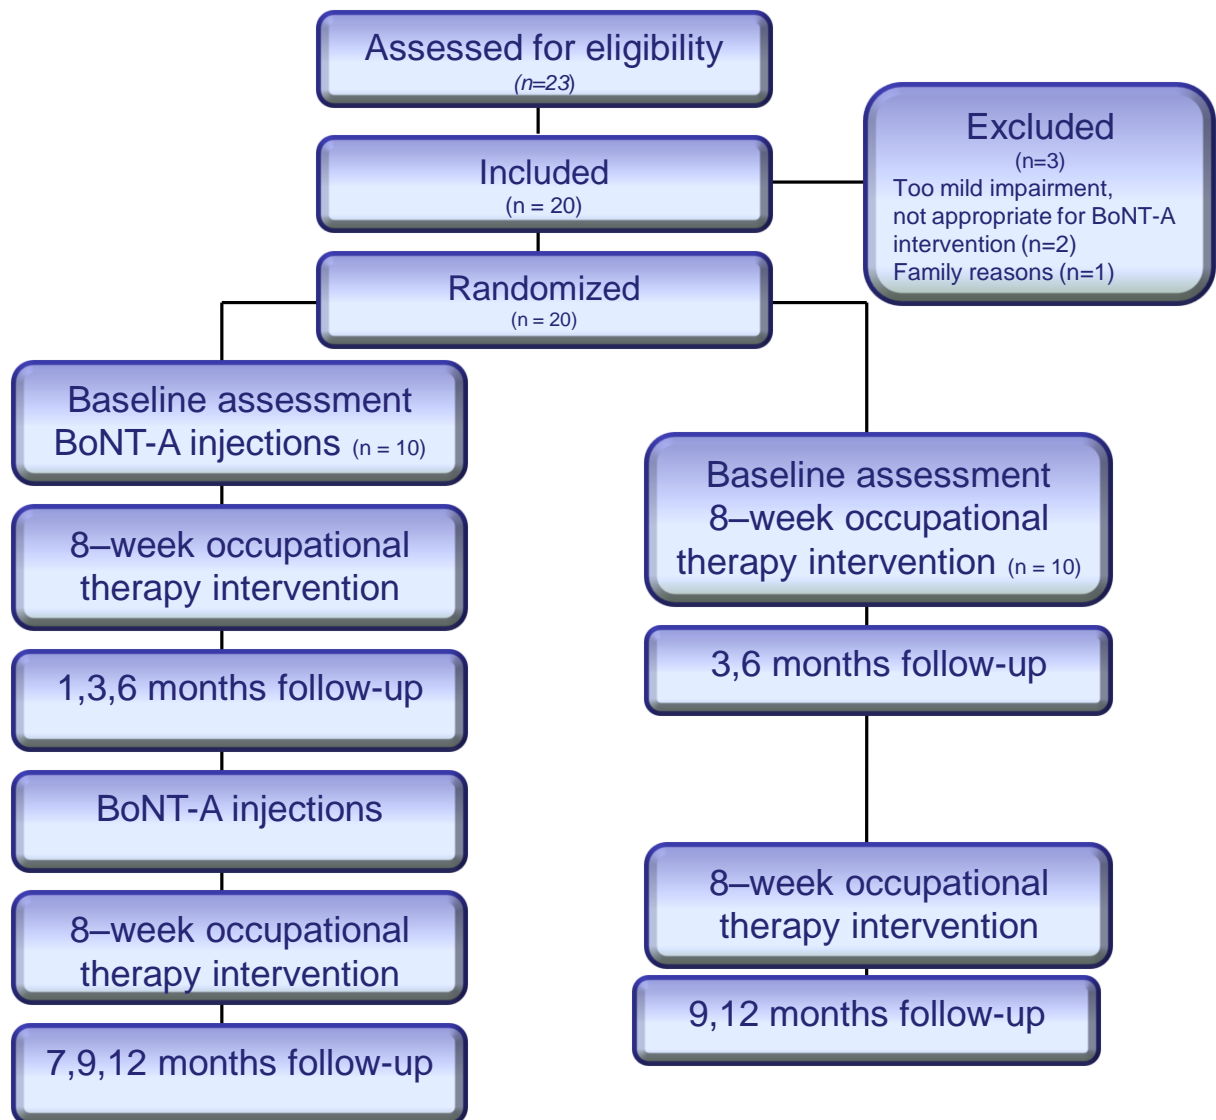 Assessed for eligibility
(n=23)
Included
(n = 20)
Excluded
(n=3)
Too mild impairment,
not appropriate for BoNT-A
intervention (n=2)
Family reasons (n=1)
Randomized
(n = 20)
Baseline assessment
BoNT-A injections (n = 10)
8–week occupational
therapy intervention
1,3,6 months follow-up
BoNT-A injections
8–week occupational
therapy intervention
7,9,12 months follow-up
Baseline assessment
8–week occupational
therapy intervention (n = 10)
3,6 months follow-up
8–week occupational
therapy intervention
9,12 months follow-up